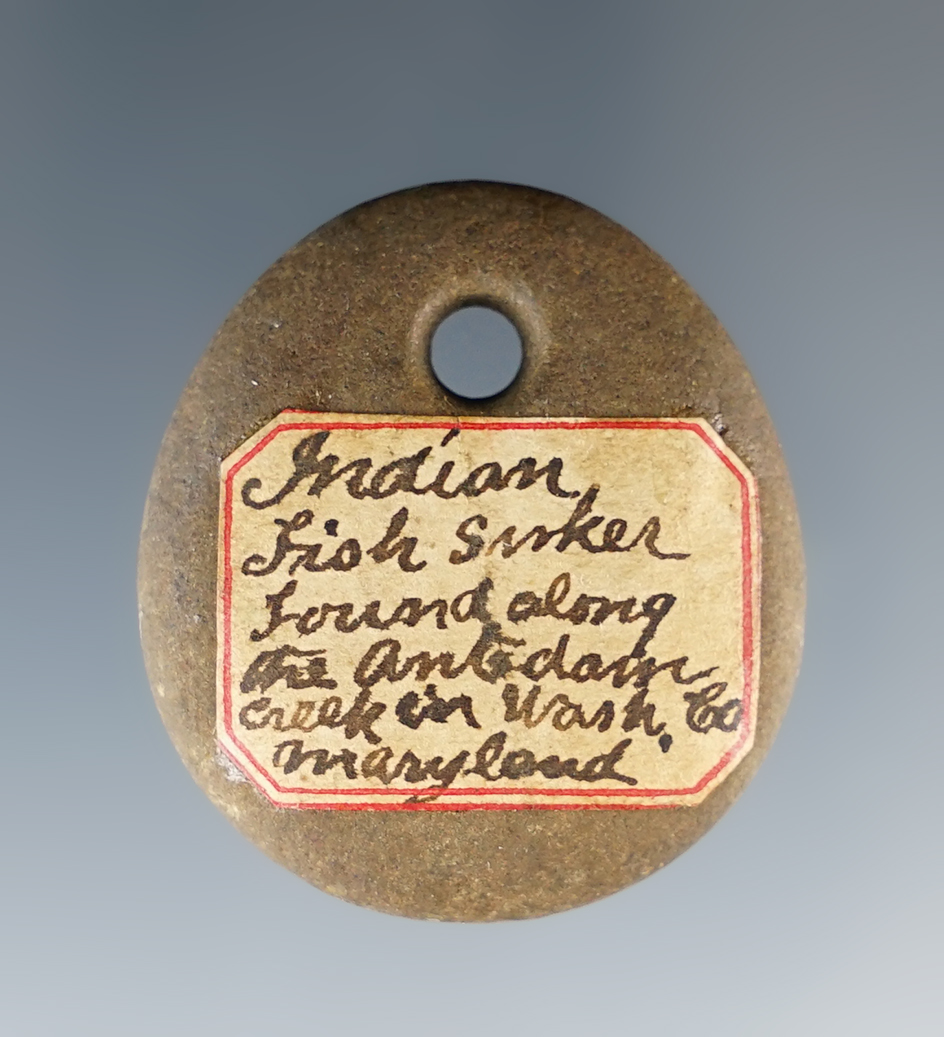 Indian
Fish Sinker
Found along
the Antedam
creek in Wash, Co
Maryland